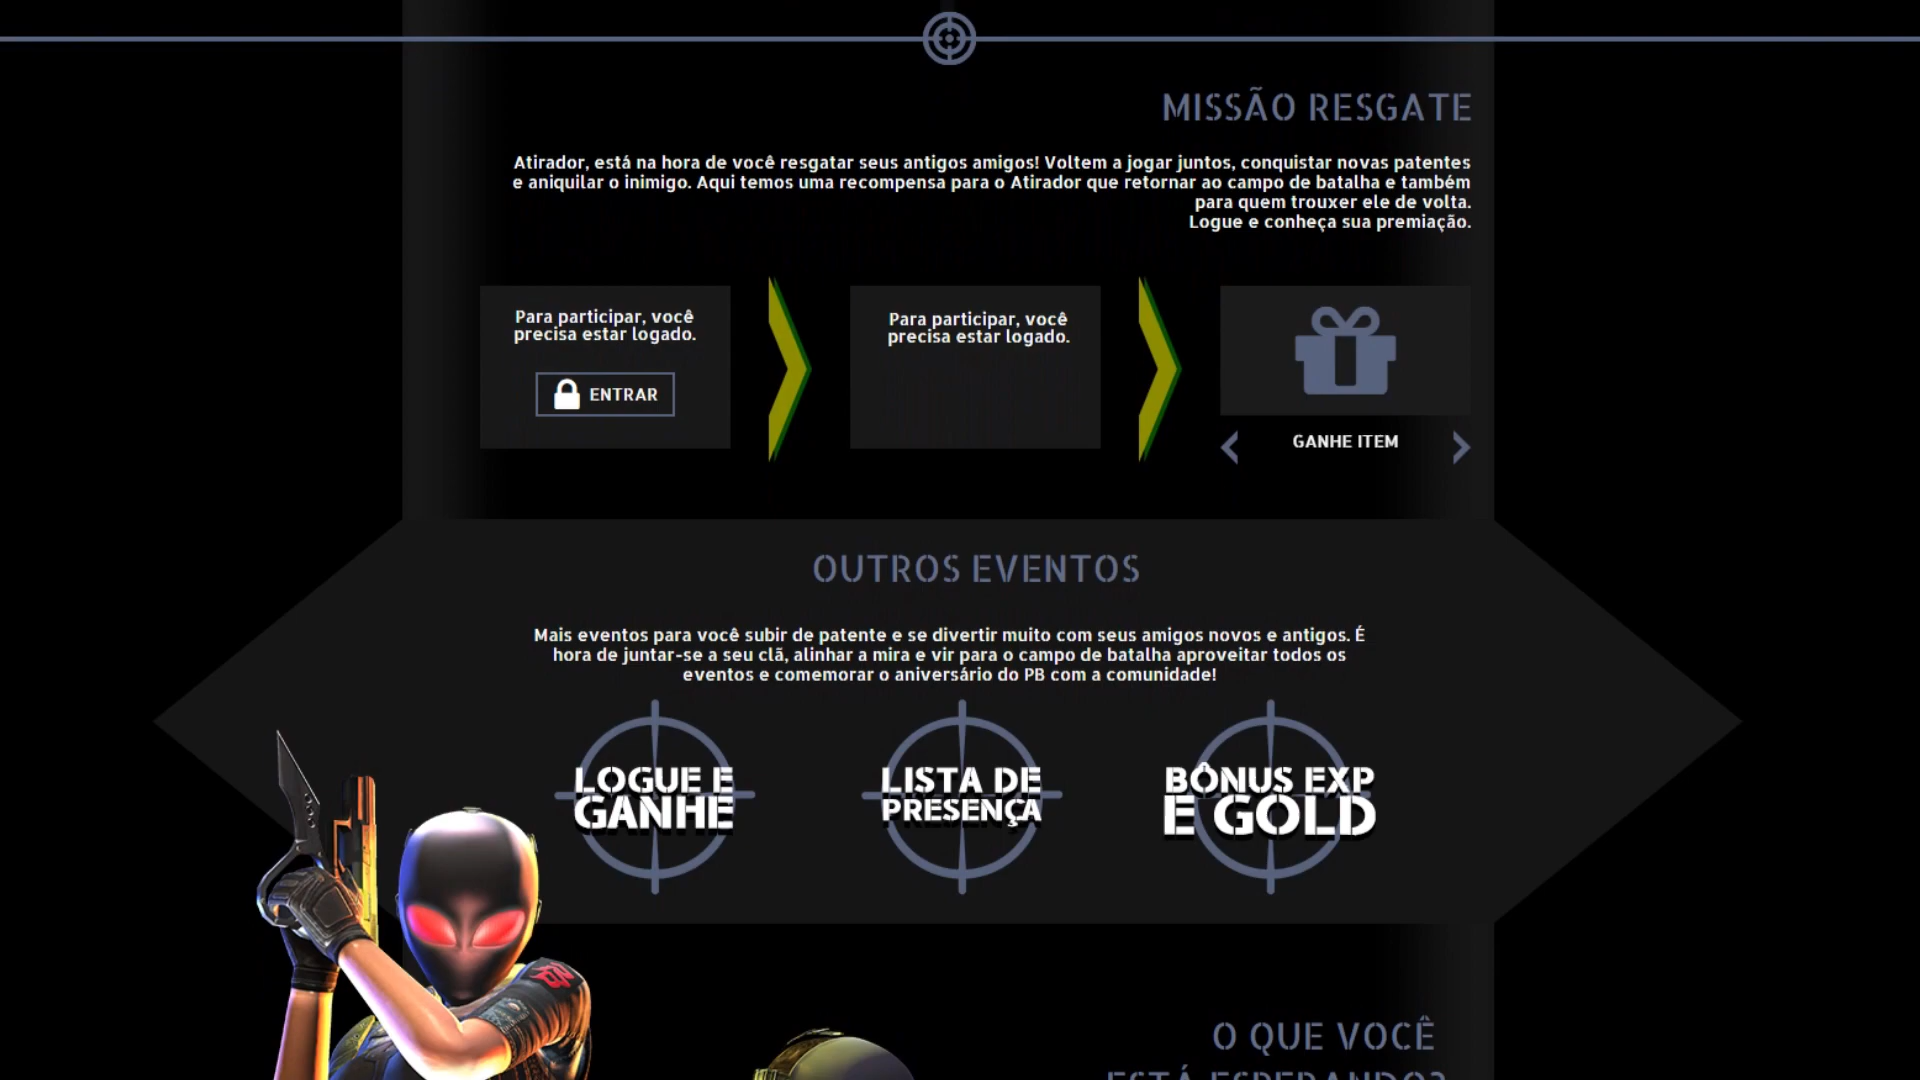 MISSÃO RESGATE
Atirador, está na hora de você resgatar seus antigos amigos! Voltem a jogar juntos, conquistar novas patentes
e aniquilar o inimigo. Aqui temos uma recompensa para o Atirador que retornar ao campo de batalha e também
para quem trouxer ele de volta.
Logue e conheça sua premiação.
Para participar, você
precisa estar logado.
ENTRAR
Para participar, você
precisa estar logado.
GANHE ITEM
OUTROS EVENTOS
Mais eventos para você subir de patente e se divertir muito com seus amigos novos e antigos. É
hora de juntar-se a seu clã, alinhar a mira e vir para o campo de batalha aproveitar todos os
eventos e comemorar o aniversário do PB com a comunidade!
LOGUE E
GANHE
LISTA DE
PRESENÇA
BÔNUS EXP
E GOLD
O QUE VOCÊ
ESTÁ ESPERANDO?